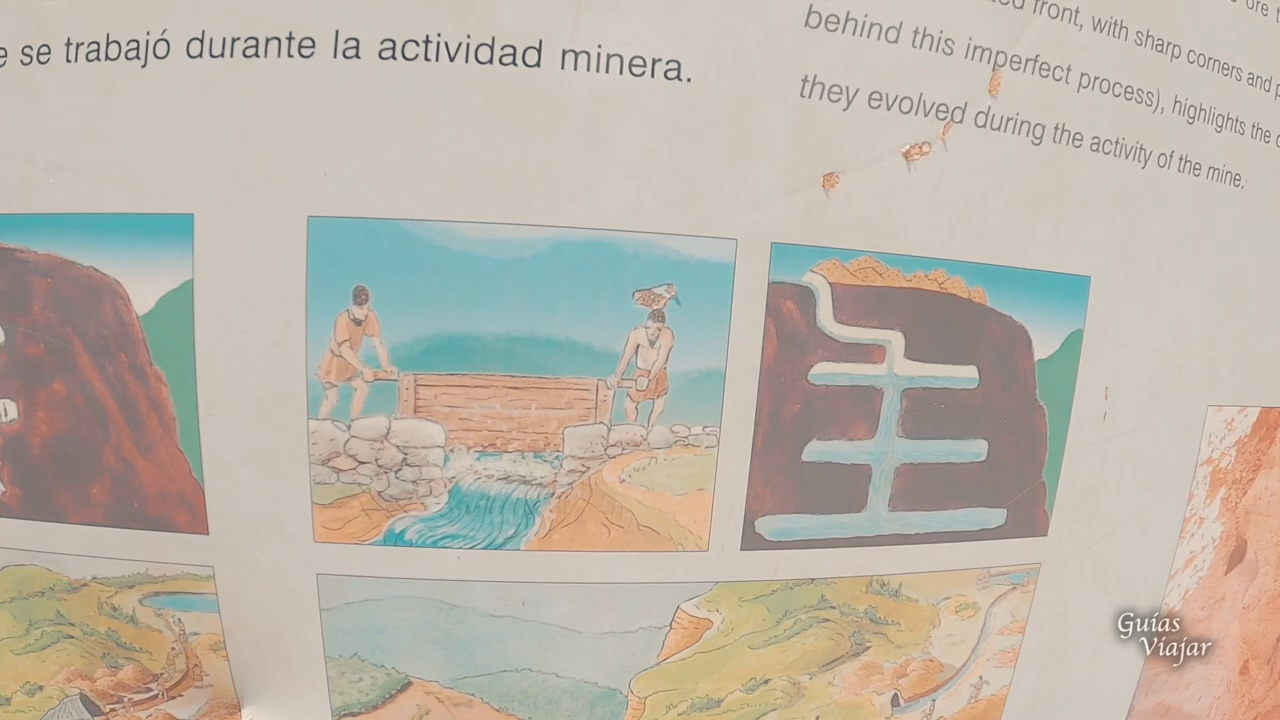 se trabajó durante la actividad minera.
front, with sharp corners and
behind this imperfect process), highlights the
they evolved during the activity of the mine.
Guías
Viajar